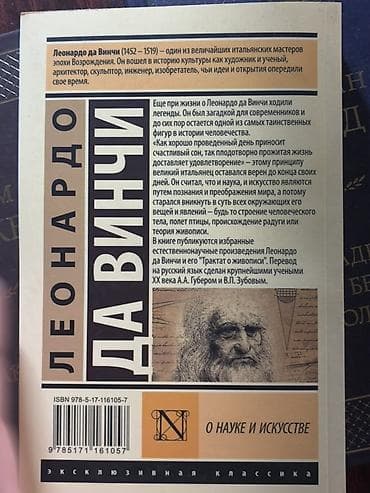 Леонардо да Винчи (1452 – 1519) – один из величайших итальянских мастеров
эпохи Возрождения. Он вошел в историю культуры как художник и ученый,
архитектор, скульптор, инженер, изобретатель, чьи идеи и открытия опередили
свое время.
ЛЕОНАРДО
ДА ВИНЧИ
Еще при жизни о Леонардо да Винчи ходили
легенды. Он был загадкой для современников и
до сих пор остается одной из самых таинственных
фигур в истории человечества.
«Как хорошо проведенный день приносит
счастливый сон, так плодотворно прожитая жизнь
доставляет удовлетворение» – этому принципу
великий итальянец оставался верен до конца своих
дней. Он считал, что и наука, и искусство являются
путем познания и преображения мира, а потому
старался вникнуть в суть всех окружающих его
вещей и явлений – будь то строение человеческого
тела, полет птицы, происхождение радуги или
теория живописи.
В книге публикуются избранные
естественнонаучные произведения Леонардо
да Винчи и его "Трактат о живописи". Перевод
на русский язык сделан крупнейшими учеными
XX века А.А. Губером и В.П. Зубовым.
ISBN 978-5-17-116105-7
9 785171 161057
N
О НАУКЕ И ИСКУССТВЕ
эксклюзивная классика